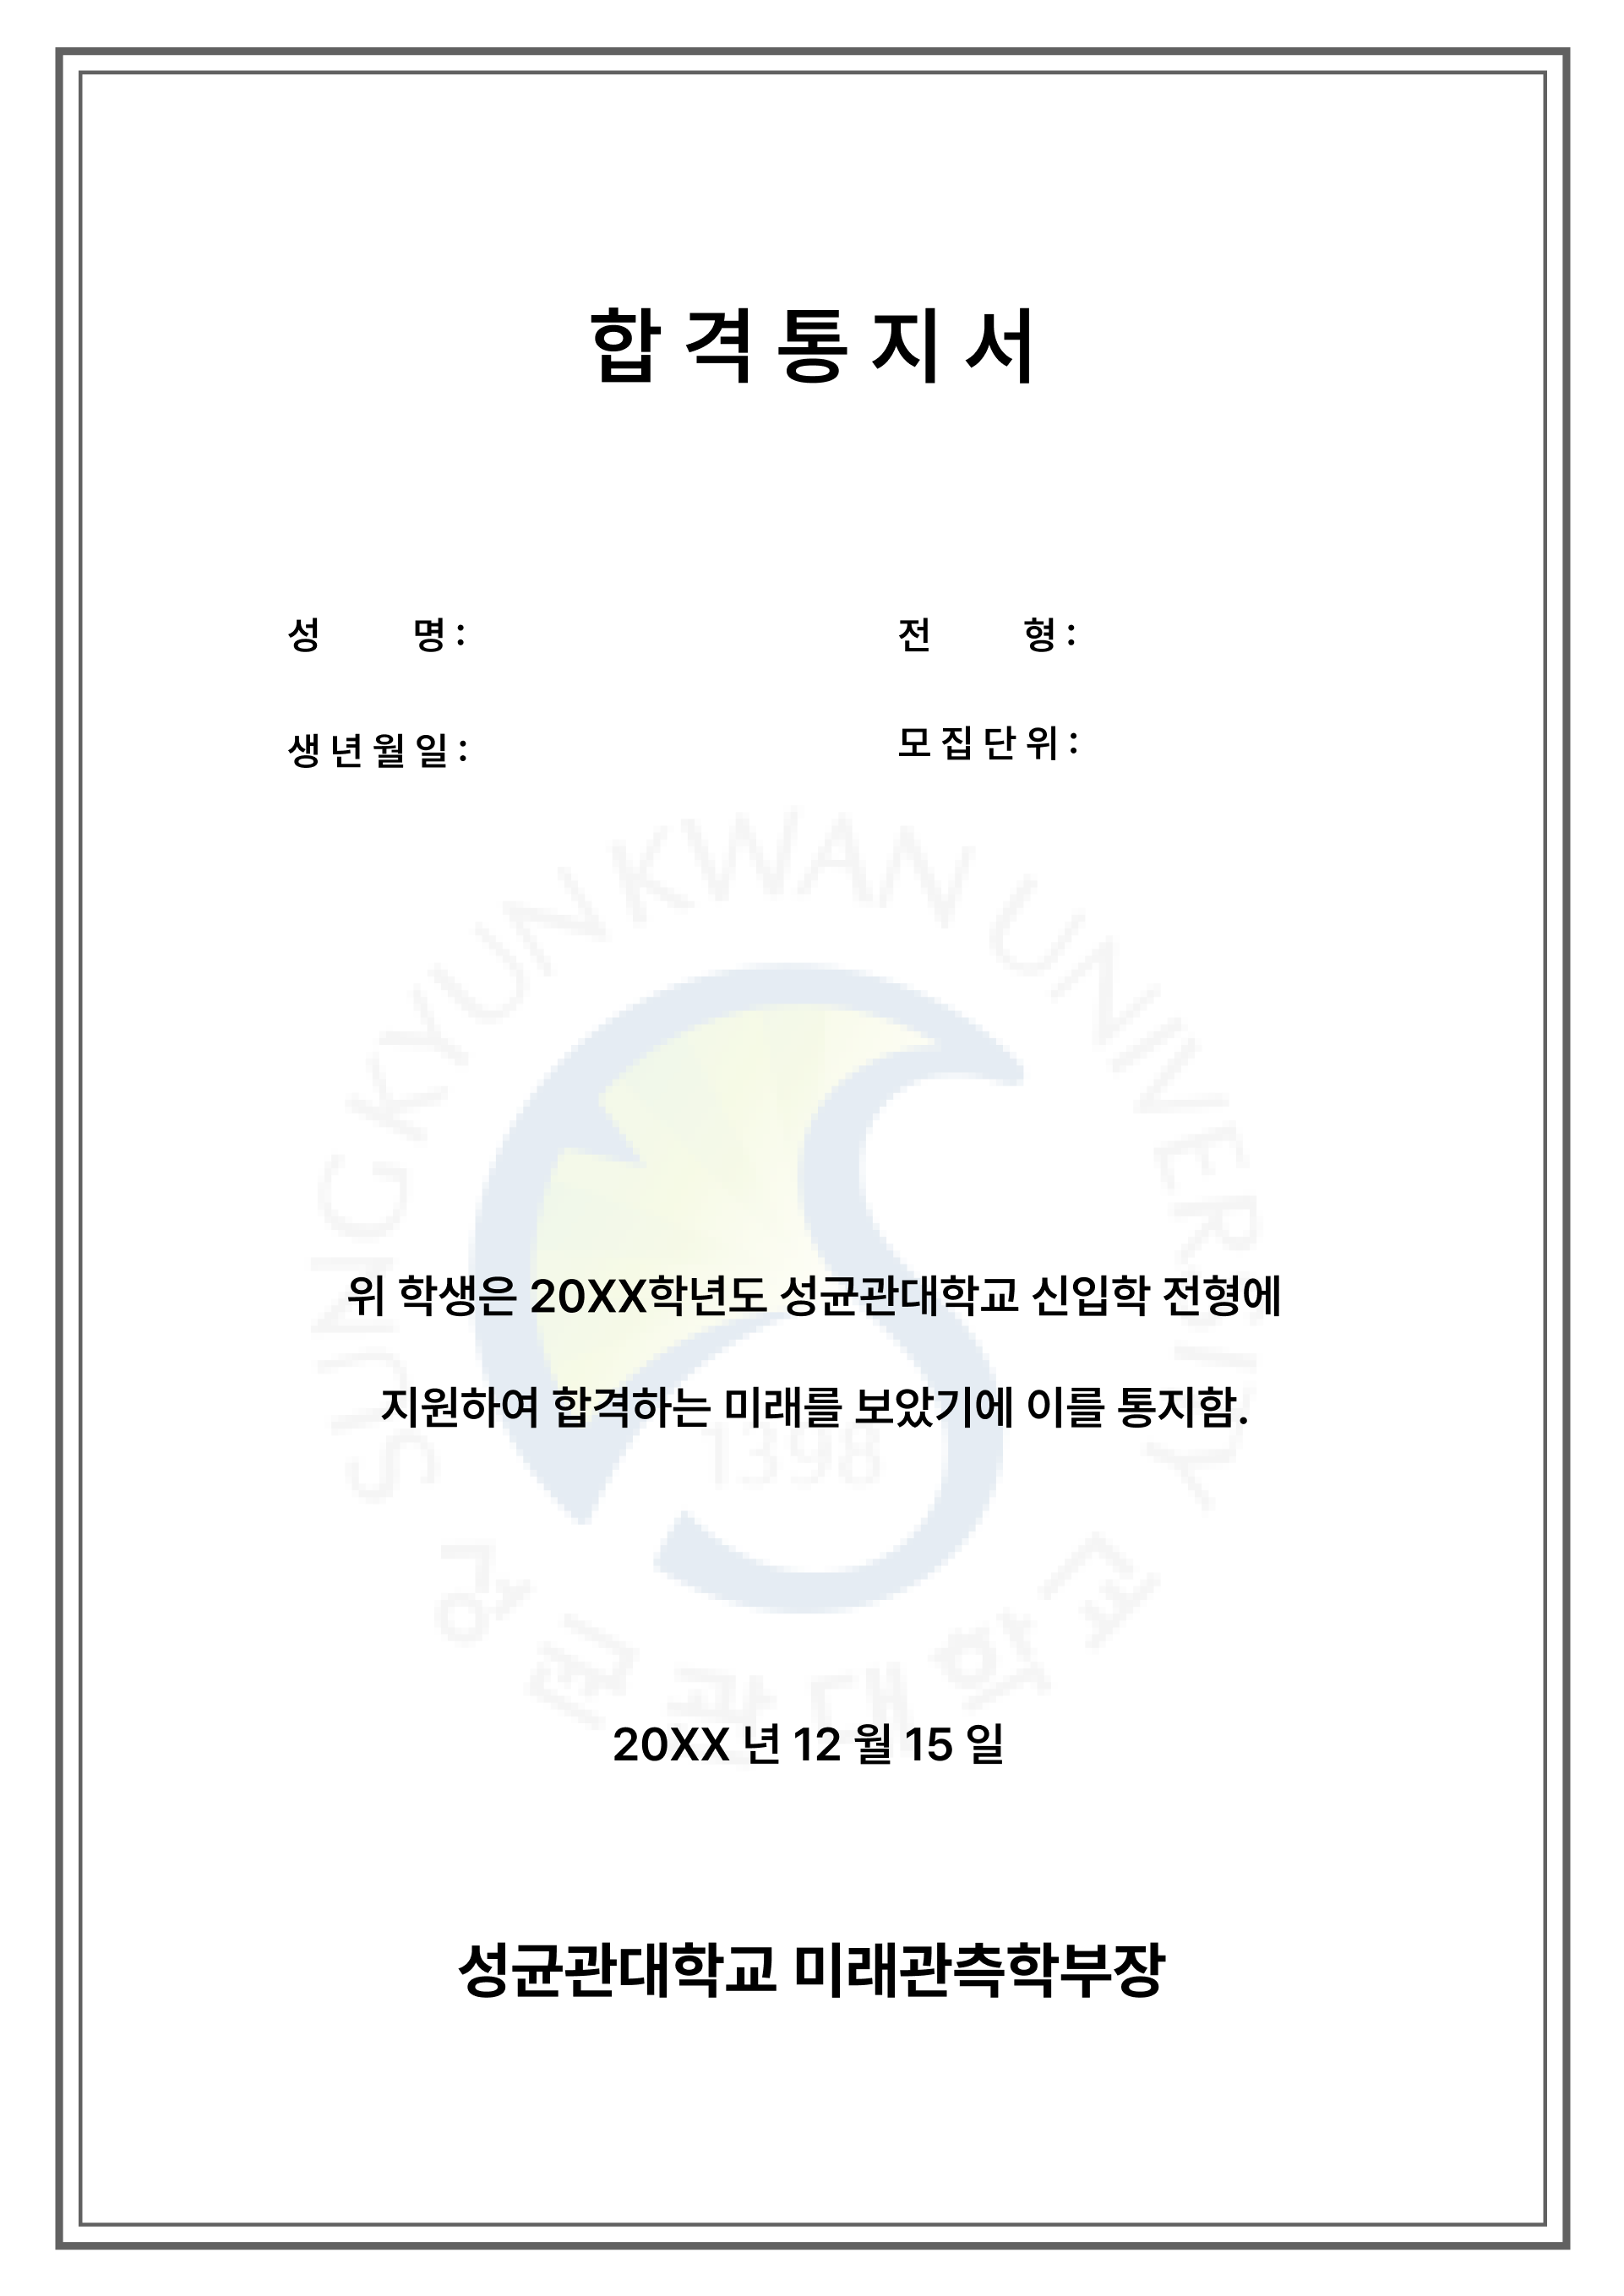 합격통지서
성 명 : 전 형 :
생년월일 : 모집단위 :
SUNG KYUN KWAN UNIVERSITY
위 학생은 20XX학년도 성균관대학교 신입학 전형에
지원하여 합격하는 미래를 보았기에 이를 통지함.
1398
성균관대학교
20XX 년 12 월 15 일
성균관대학교 미래관측학부장